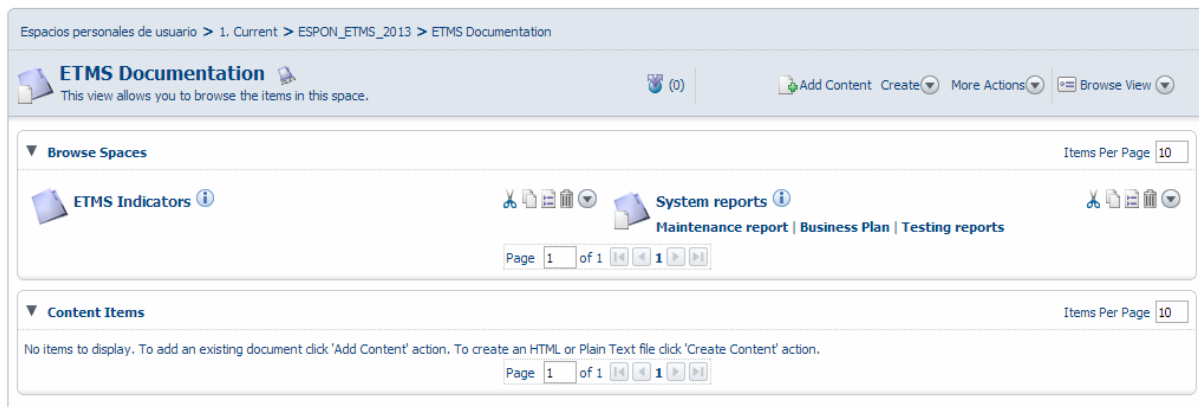 Espacios personales de usuario > 1. Current > ESPON_ETMS_2013 > ETMS Documentation
ETMS Documentation
This view allows you to browse the items in this space.
(0)
Add Content Create More Actions Browse View
Browse Spaces Items Per Page 10
ETMS Indicators System reports
Maintenance report | Business Plan | Testing reports
Page 1 of 1 1
Content Items Items Per Page 10
No items to display. To add an existing document click 'Add Content' action. To create an HTML or Plain Text file click 'Create Content' action.
Page 1 of 1 1